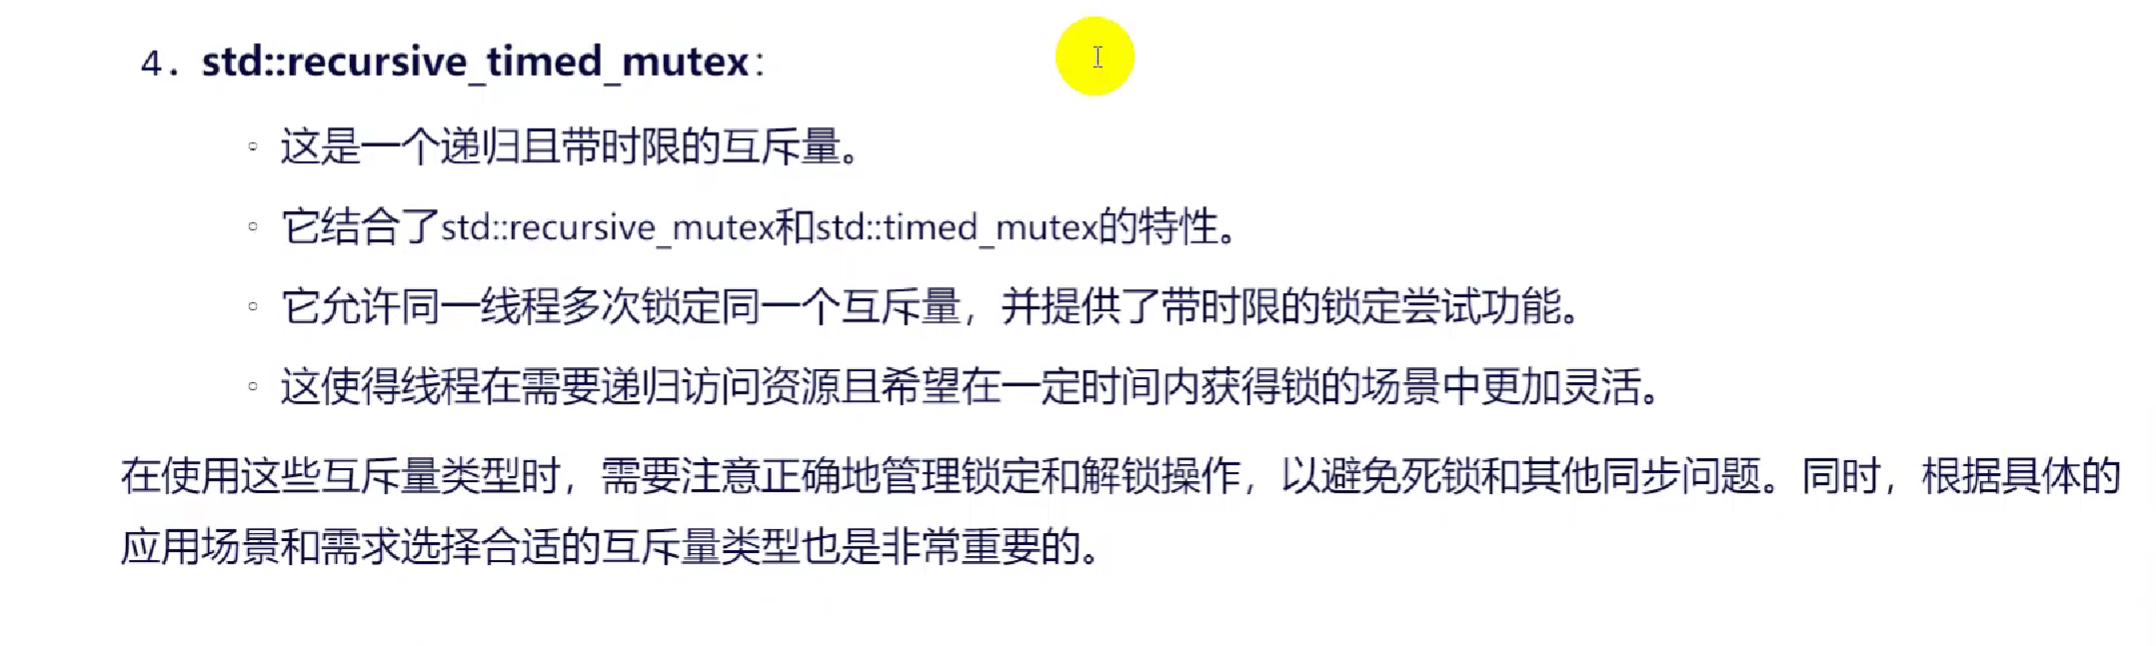 4. std::recursive_timed_mutex:
◦ 这是一个递归且带时限的互斥量。
◦ 它结合了std::recursive_mutex和std::timed_mutex的特性。
◦ 它允许同一线程多次锁定同一个互斥量，并提供了带时限的锁定尝试功能。
◦ 这使得线程在需要递归访问资源且希望在一定时间内获得锁的场景中更加灵活。
在使用这些互斥量类型时，需要注意正确地管理锁定和解锁操作，以避免死锁和其他同步问题。同时，根据具体的
应用场景和需求选择合适的互斥量类型也是非常重要的。